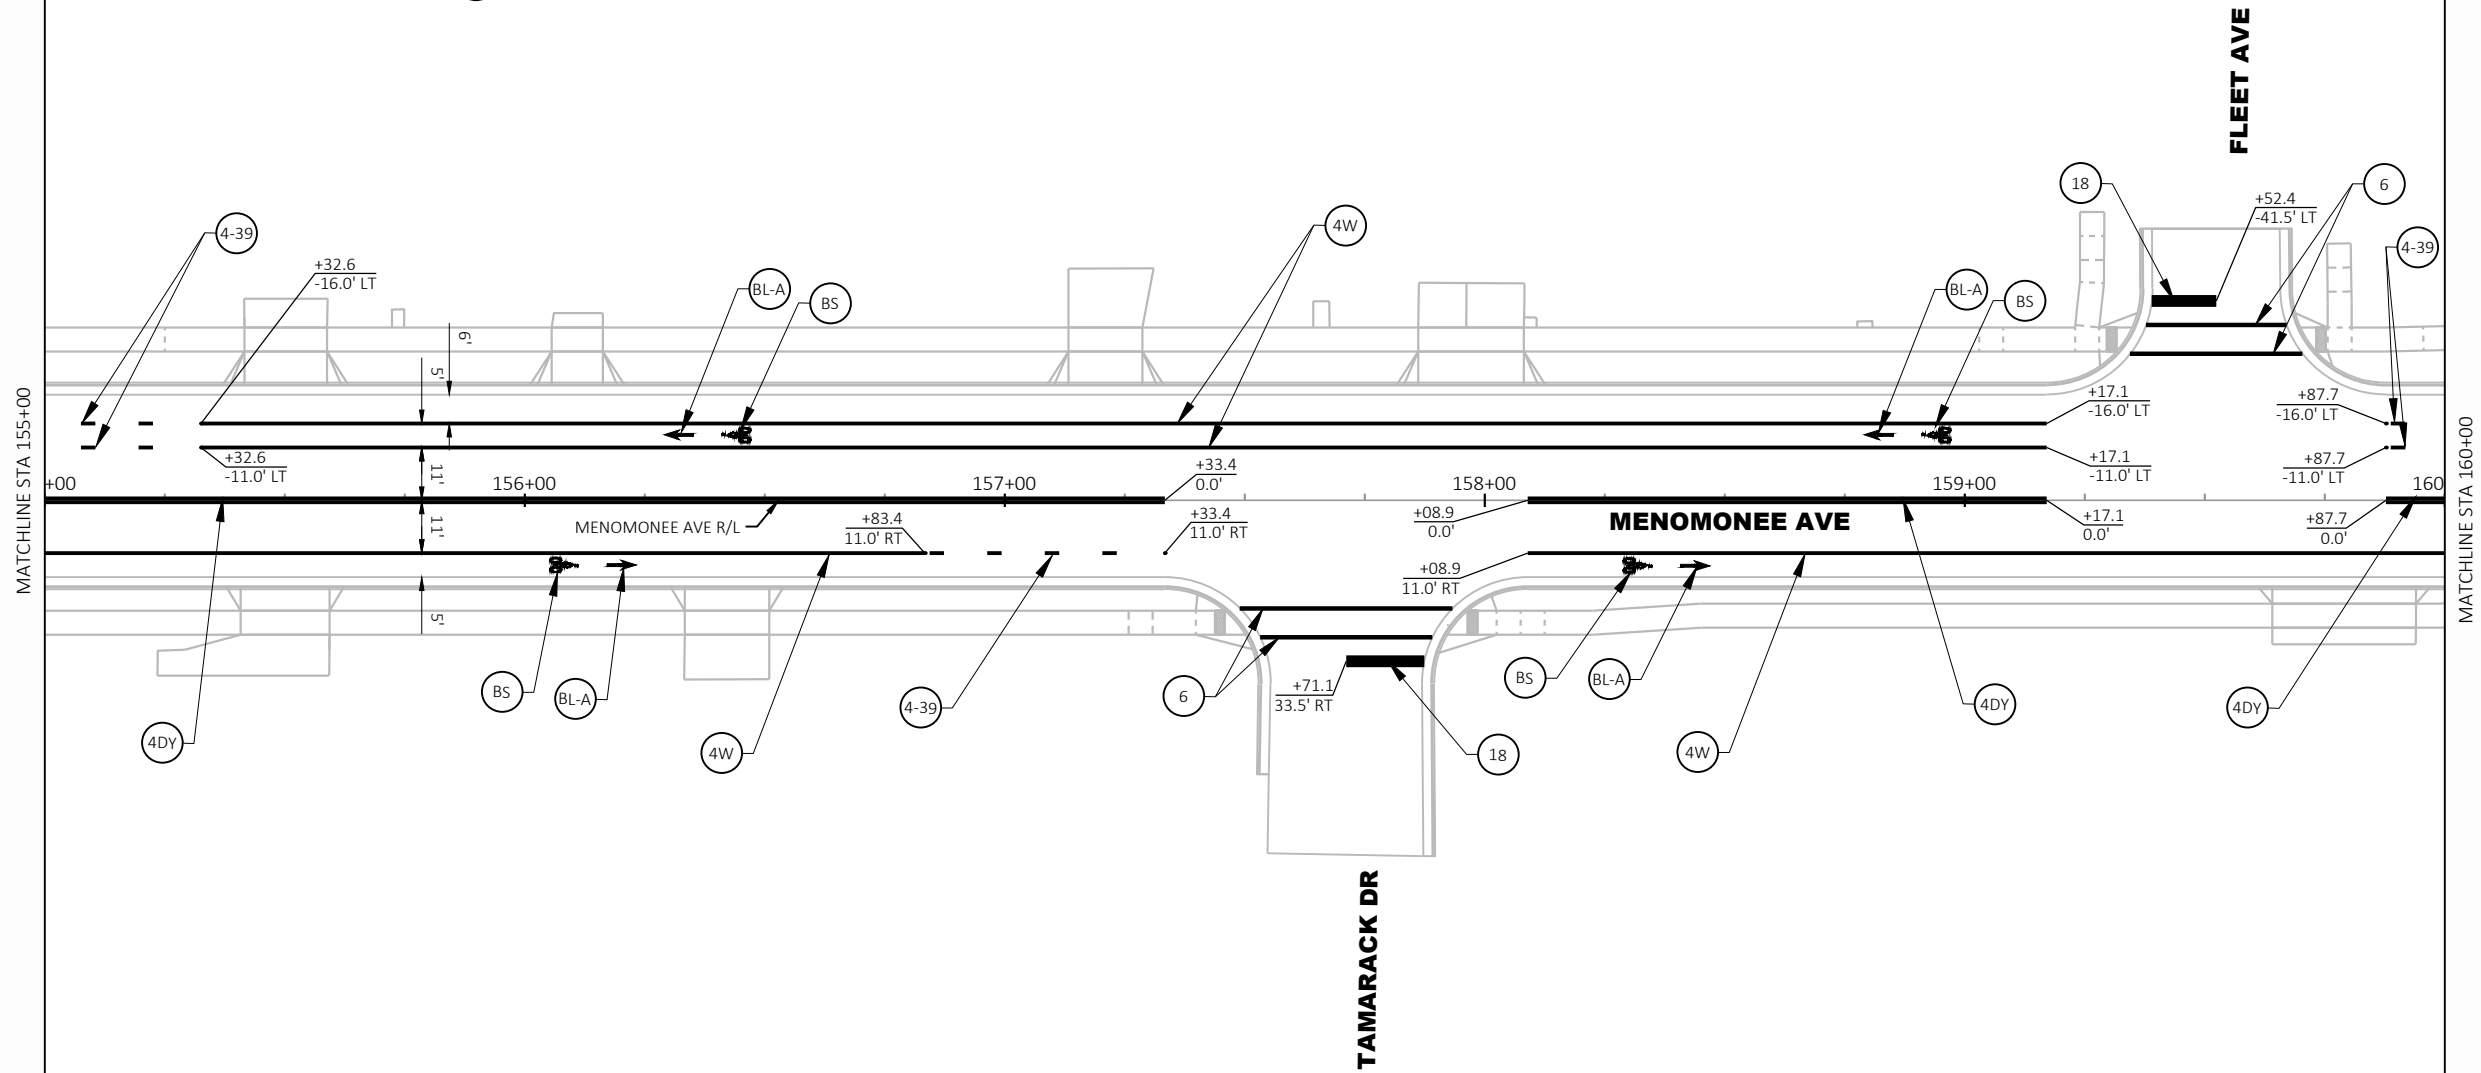 FLEET AVE
18
6
+52.4
-41.5' LT
4-39
4W
4-39
+32.6
-16.0' LT
BL-A
BS
BL-A
BS
6'
5'
+17.1
-16.0' LT
+87.7
-16.0' LT
+32.6
-11.0' LT
11'
+33.4
0.0'
+17.1
-11.0' LT
+87.7
-11.0' LT
+00
156+00
157+00
158+00
159+00
160
MATCHLINE STA 155+00
MATCHLINE STA 160+00
11'
MENOMONEE AVE R/L
+83.4
11.0' RT
+33.4
11.0' RT
+08.9
0.0'
MENOMONEE AVE
+17.1
0.0'
+87.7
0.0'
+08.9
11.0' RT
5'
BS
BL-A
4-39
6
+71.1
33.5' RT
BS
BL-A
4DY
4DY
4DY
4W
18
4W
TAMARACK DR